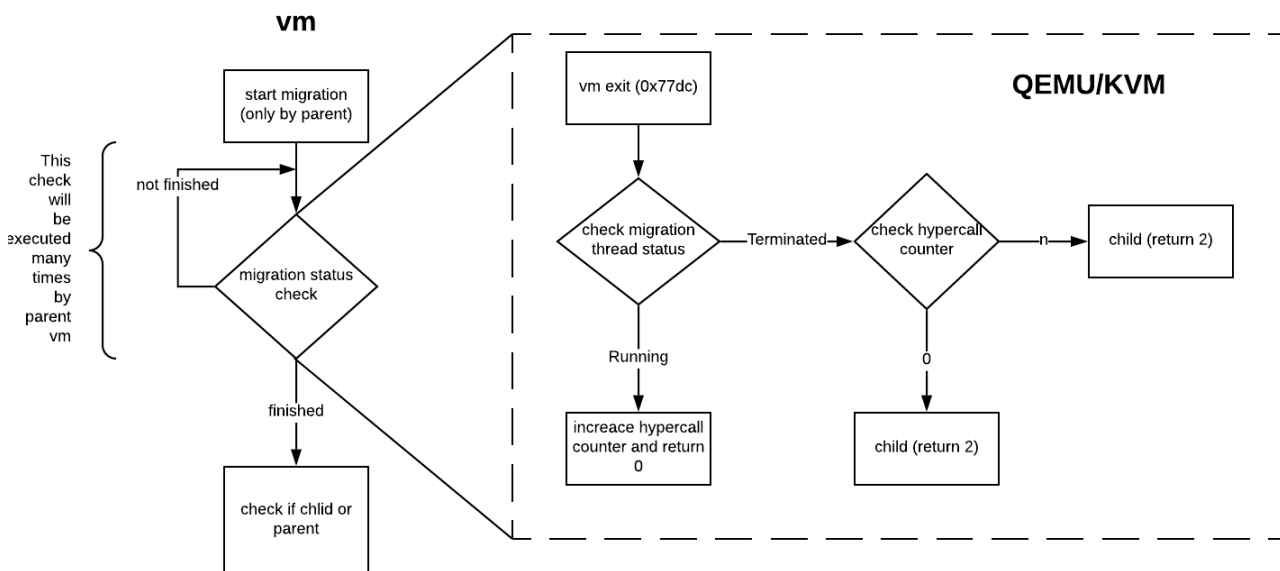 vm
start migration
(only by parent)
This
check
will
be
executed
many
times
by
parent
vm
not finished
migration status
check
finished
check if chlid or
parent
QEMU/KVM
vm exit (0x77dc)
check migration
thread status
Terminated
check hypercall
counter
n
child (return 2)
Running
0
increace hypercall
counter and return
0
child (return 2)